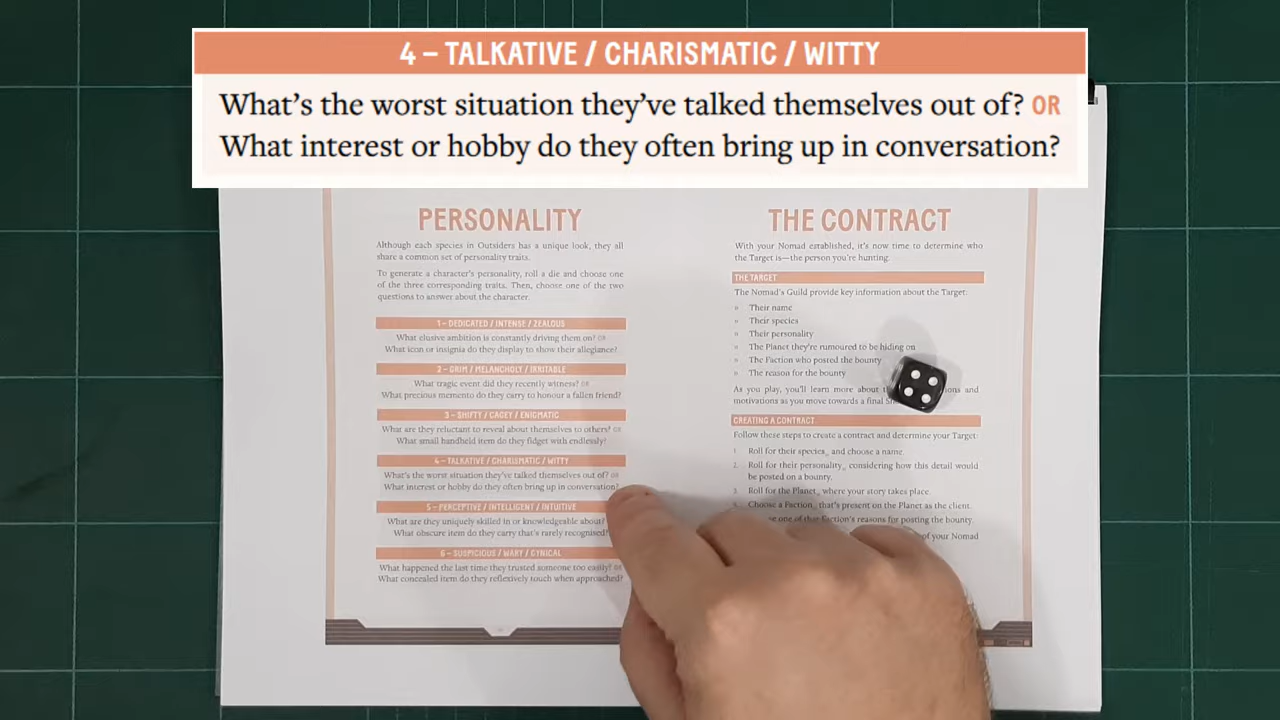 4 – TALKATIVE / CHARISMATIC / WITTY
What's the worst situation they've talked themselves out of? OR
What interest or hobby do they often bring up in conversation?
PERSONALITY
Although each species in Outsiders has a unique look, they all
share a common set of personality traits.
To generate a character's personality, roll a die and choose one
of the three corresponding traits. Then, choose one of the two
questions to answer about the character.
1 – DEDICATED / INTENSE / ZEALOUS
What elusive ambition is constantly driving them on? OR
What icon or insignia do they display to show their allegiance?
2 – GRIM / MELANCHOLY / IRRITABLE
What tragic event did they recently witness? OR
What precious memento do they carry to honour a fallen friend?
3 – SHIFTY / CAGEY / ENIGMATIC
What are they reluctant to reveal about themselves to others? OR
What small handheld item do they fidget with endlessly?
4 – TALKATIVE / CHARISMATIC / WITTY
What's the worst situation they've talked themselves out of? OR
What interest or hobby do they often bring up in conversation?
5 – PERCEPTIVE / INTELLIGENT / INTUITIVE
What are they uniquely skilled in or knowledgeable about?
What obscure item do they carry that's rarely recognised?
6 – SUSPICIOUS / WARY / CYNICAL
What happened the last time they trusted someone too easily? OR
What concealed item do they reflexively touch when approached?
THE CONTRACT
With your Nomad established, it's now time to determine who
the Target is—the person you're hunting.
THE TARGET
The Nomad's Guild provide key information about the Target:
» Their name
» Their species
» Their personality
» The Planet they're rumoured to be hiding on
» The Faction who posted the bounty
» The reason for the bounty
As you play, you'll learn more about and
motivations as you move towards a final
CREATING A CONTRACT
Follow these steps to create a contract and determine your Target:
1. Roll for their species, and choose a name.
2. Roll for their personality, considering how this detail would
be posted on a bounty.
3. Roll for the Planet, where your story takes place.
4. Choose a Faction, that's present on the Planet as the client.
one of that Faction's reasons for posting the bounty.
of your Nomad